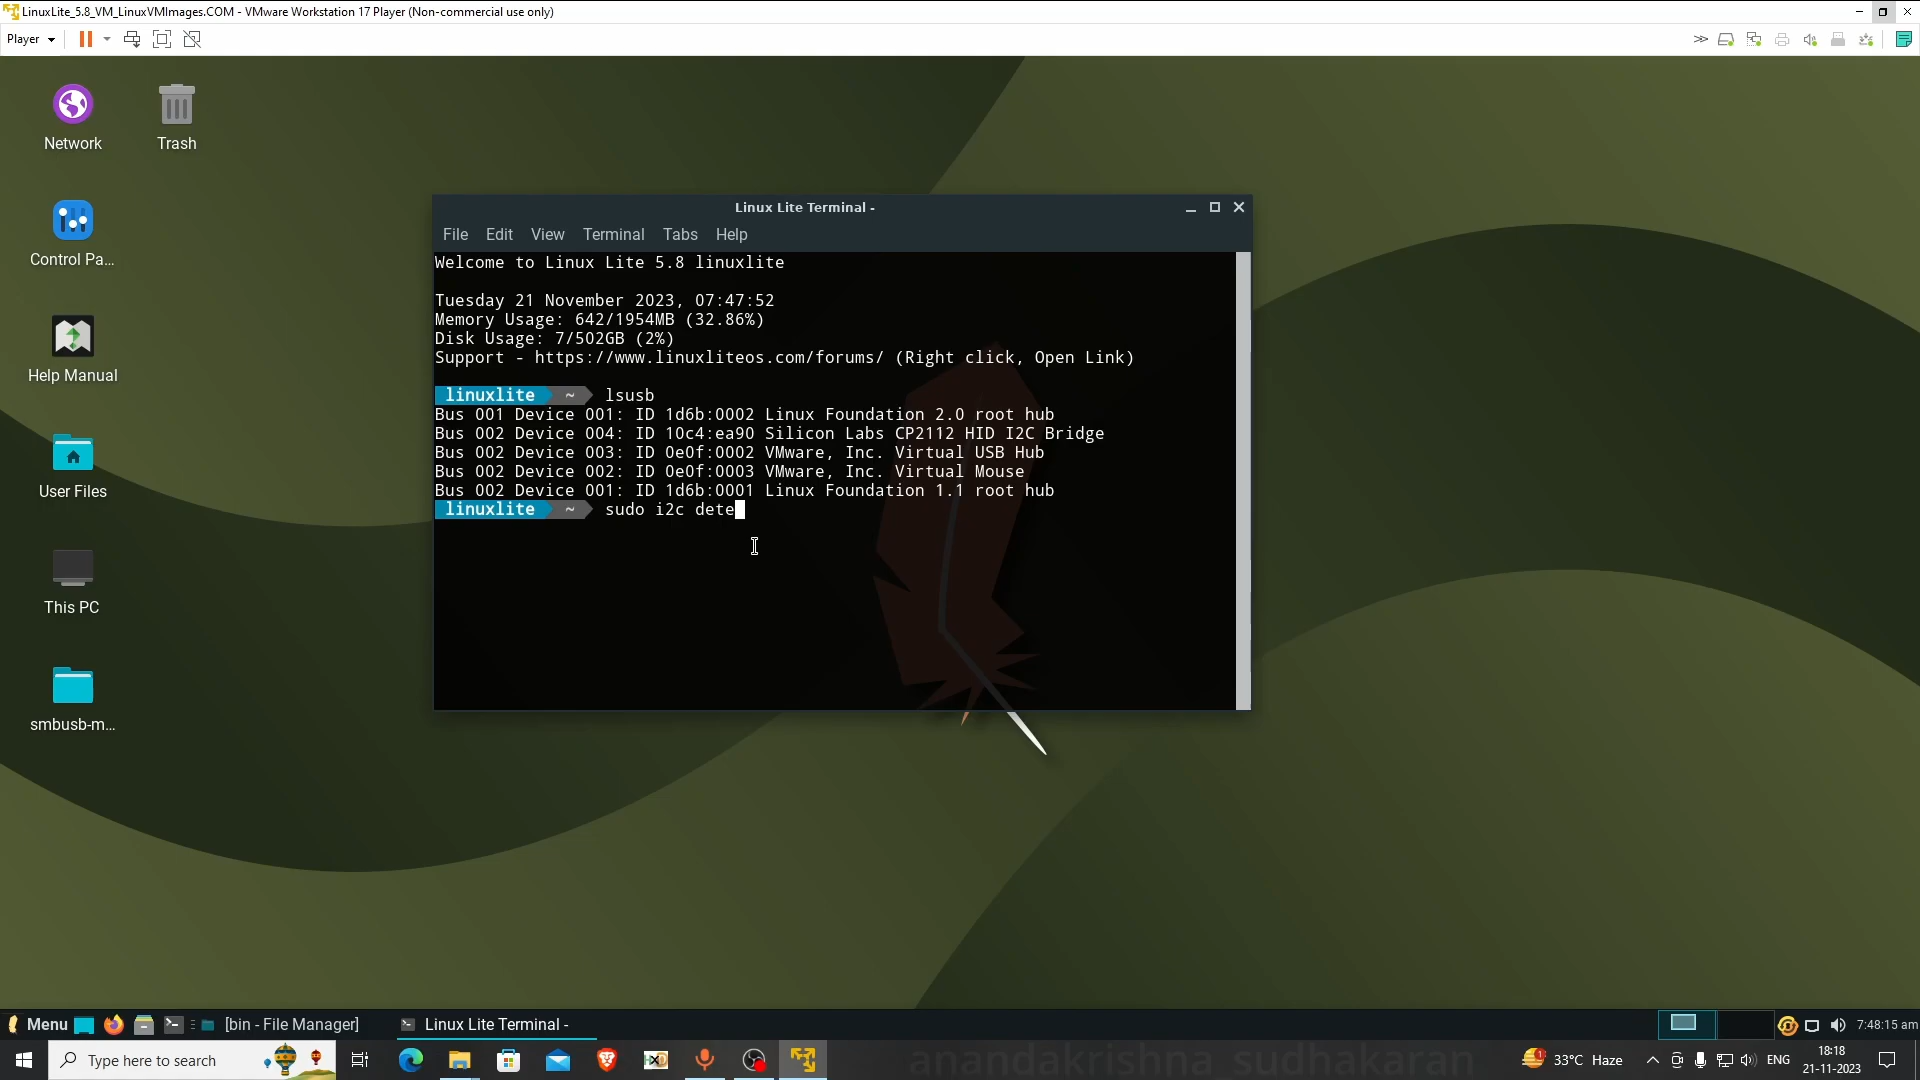 LinuxLite_5.8_VM_LinuxVMImages.COM - VMware Workstation 17 Player (Non-commercial use only)
Player
Network
Trash
Control Pa...
Help Manual
User Files
This PC
smbusb-m...
Linux Lite Terminal -
File Edit View Terminal Tabs Help
Welcome to Linux Lite 5.8 linuxlite
Tuesday 21 November 2023, 07:47:52
Memory Usage: 642/1954MB (32.86%)
Disk Usage: 7/502GB (2%)
Support - https://www.linuxliteos.com/forums/ (Right click, Open Link)
linuxlite ~ lsusb
Bus 001 Device 001: ID 1d6b:0002 Linux Foundation 2.0 root hub
Bus 002 Device 004: ID 10c4:ea90 Silicon Labs CP2112 HID I2C Bridge
Bus 002 Device 003: ID 0e0f:0002 VMware, Inc. Virtual USB Hub
Bus 002 Device 002: ID 0e0f:0003 VMware, Inc. Virtual Mouse
Bus 002 Device 001: ID 1d6b:0001 Linux Foundation 1.1 root hub
linuxlite ~ sudo i2c dete
Menu [bin - File Manager] Linux Lite Terminal - 7:48:15 am
Type here to search
anandakrishna sudhakaran
33°C Haze
ENG
18:18
21-11-2023